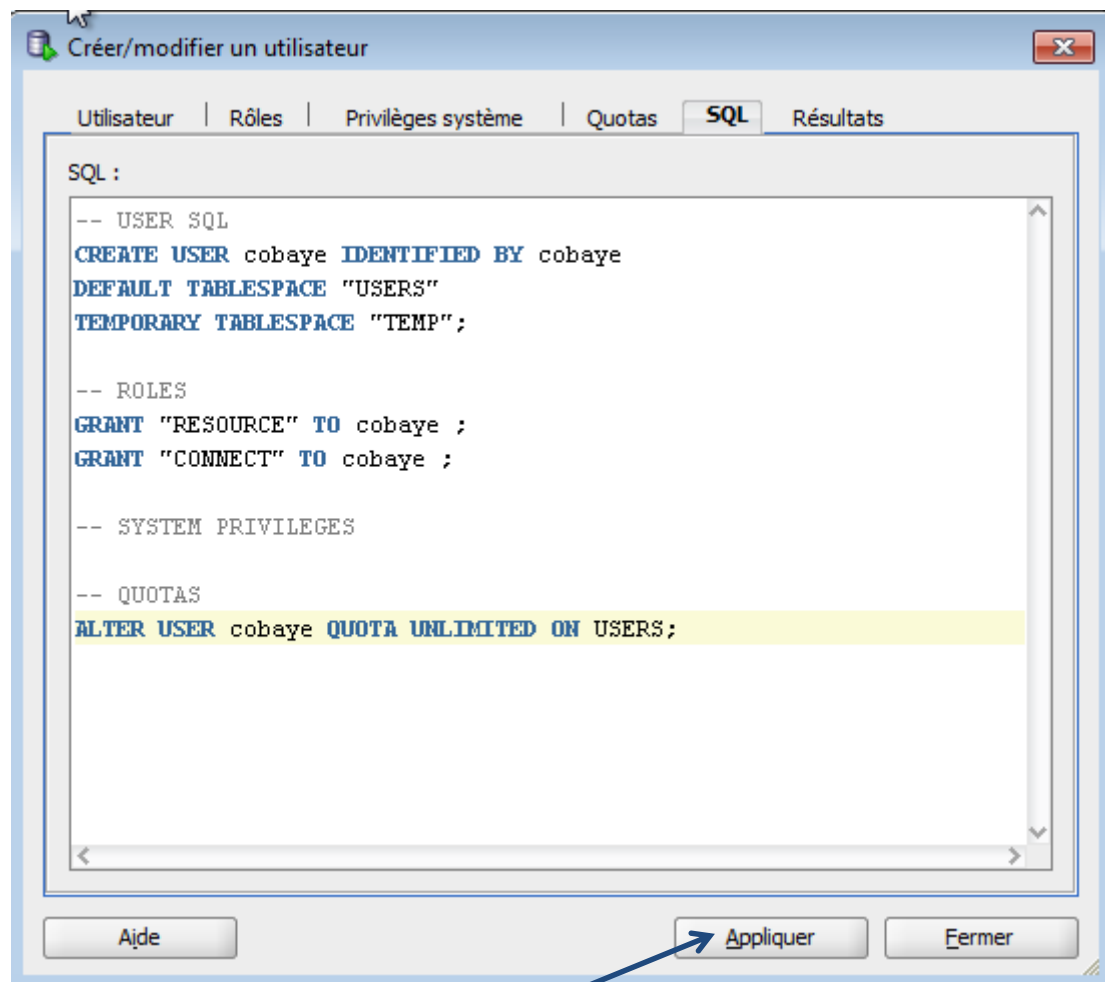 Créer/modifier un utilisateur
Utilisateur Rôles Privilèges système Quotas SQL Résultats
SQL :
-- USER SQL
CREATE USER cobaye IDENTIFIED BY cobaye
DEFAULT TABLESPACE "USERS"
TEMPORARY TABLESPACE "TEMP";
-- ROLES
GRANT "RESOURCE" TO cobaye ;
GRANT "CONNECT" TO cobaye ;
-- SYSTEM PRIVILEGES
-- QUOTAS
ALTER USER cobaye QUOTA UNLIMITED ON USERS;
Aide Appliquer Fermer